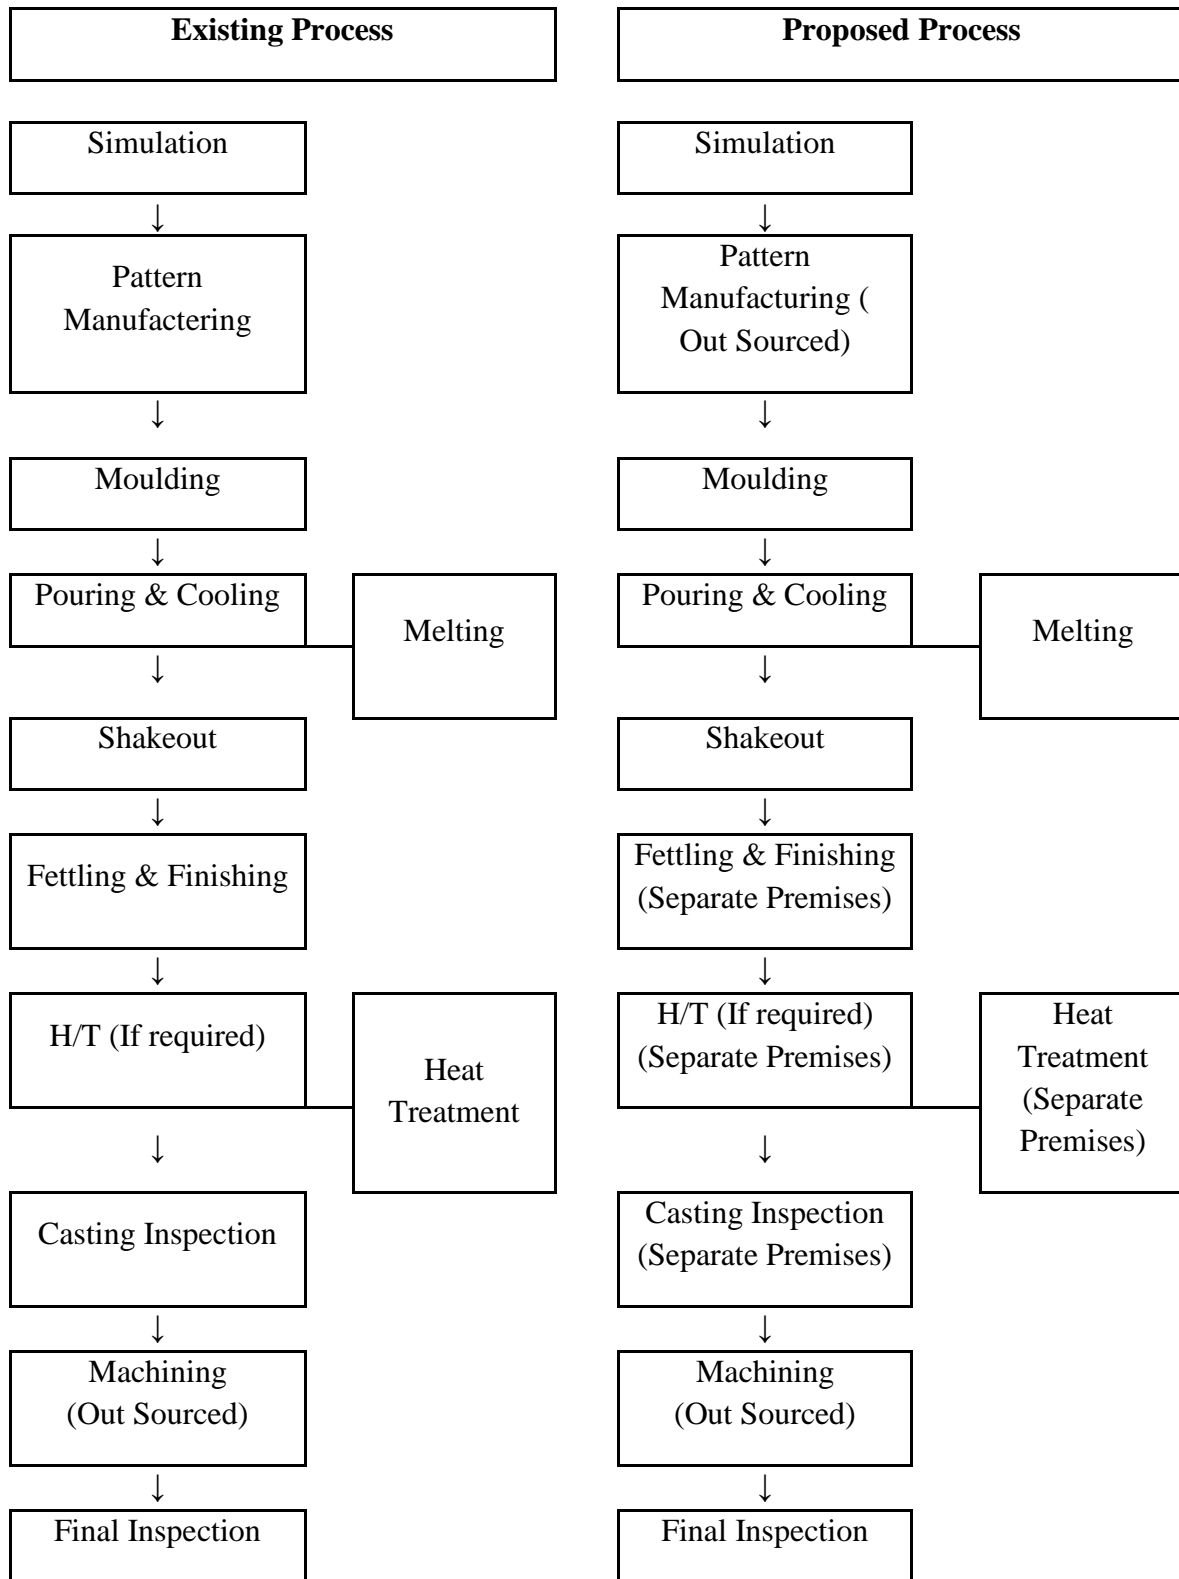 Existing Process
Simulation
↓
Pattern
Manufactering
↓
Moulding
↓
Pouring & Cooling
Melting
↓
Shakeout
↓
Fettling & Finishing
↓
H/T (If required)
Heat
Treatment
↓
Casting Inspection
↓
Machining
(Out Sourced)
↓
Final Inspection
Proposed Process
Simulation
↓
Pattern
Manufacturing (
Out Sourced)
↓
Moulding
↓
Pouring & Cooling
Melting
↓
Shakeout
↓
Fettling & Finishing
(Separate Premises)
↓
H/T (If required)
(Separate Premises)
Heat
Treatment
(Separate
Premises)
↓
Casting Inspection
(Separate Premises)
↓
Machining
(Out Sourced)
↓
Final Inspection